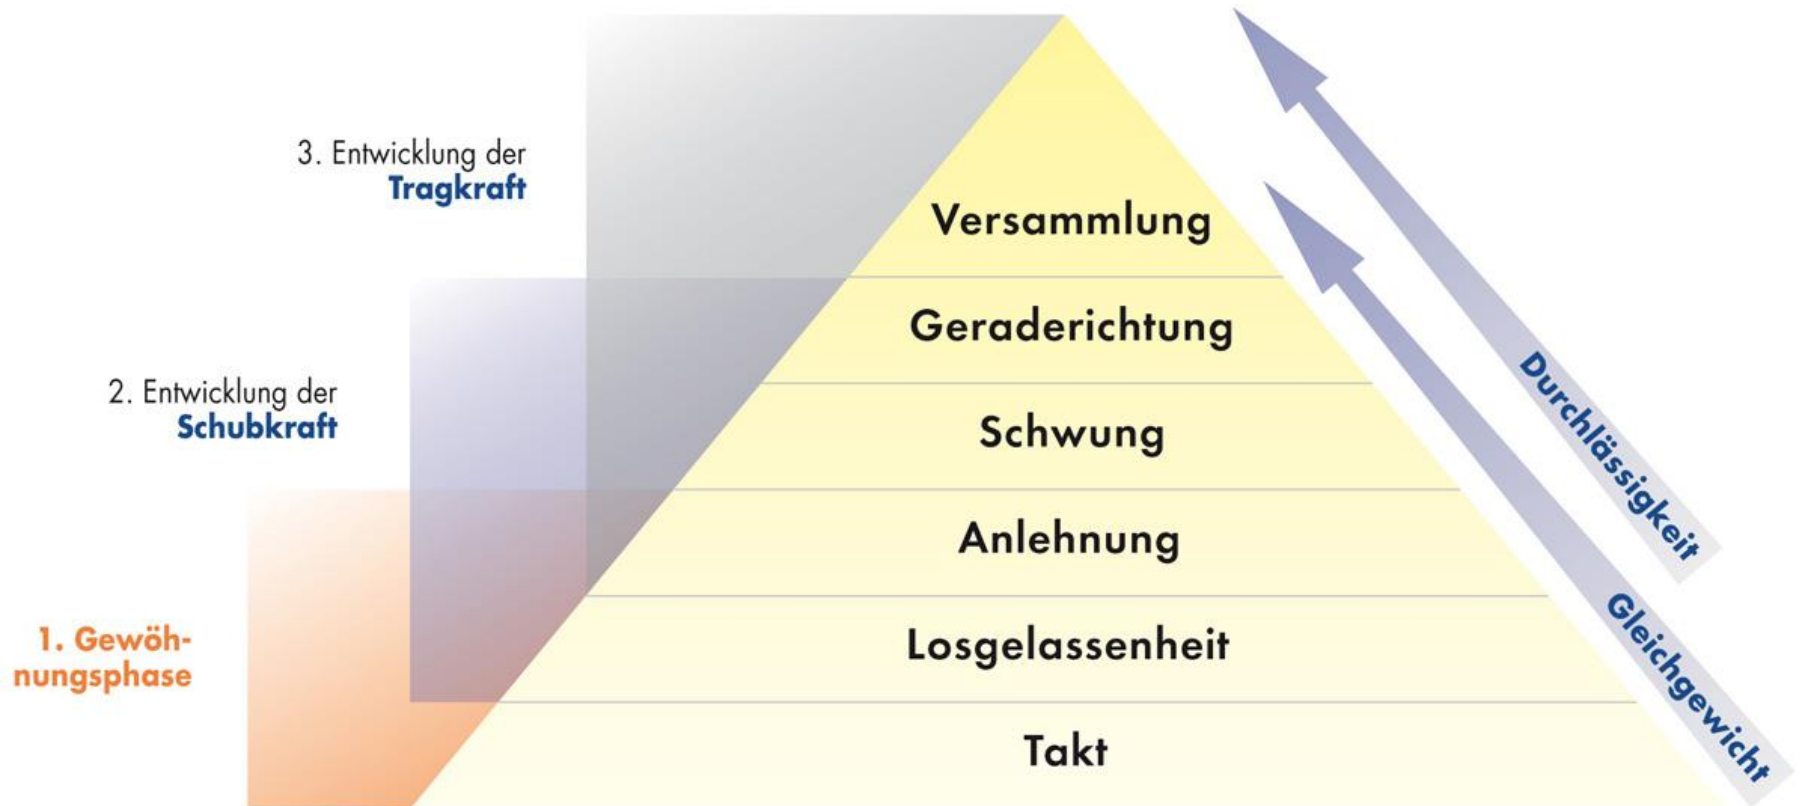 3. Entwicklung der
Tragkraft
2. Entwicklung der
Schubkraft
1. Gewöh-
nungsphase
Versammlung
Geraderichtung
Schwung
Anlehnung
Losgelassenheit
Takt
Durchlässigkeit
Gleichgewicht